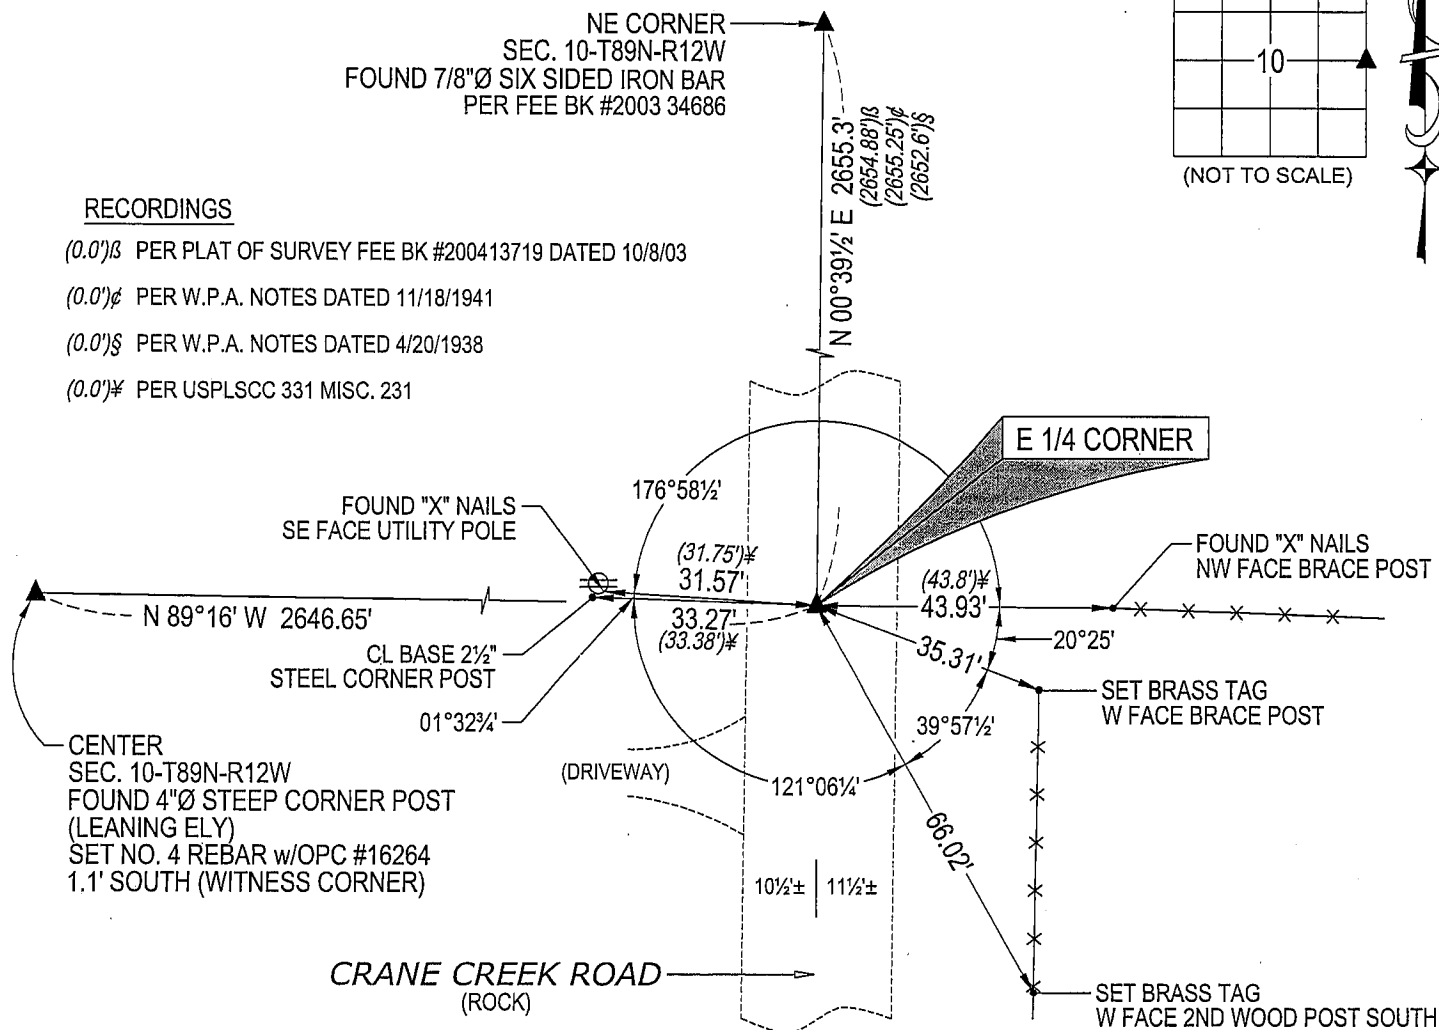 NE CORNER
SEC. 10-T89N-R12W
FOUND 7/8"Ø SIX SIDED IRON BAR
PER FEE BK #2003 34686
10
(NOT TO SCALE)
N 00°39½' E 2655.3'
(2654.88')ß
(2655.25')¢
(2652.6')§
RECORDINGS
(0.0')ß PER PLAT OF SURVEY FEE BK #200413719 DATED 10/8/03
(0.0')¢ PER W.P.A. NOTES DATED 11/18/1941
(0.0')§ PER W.P.A. NOTES DATED 4/20/1938
(0.0')¥ PER USPLSCC 331 MISC. 231
E 1/4 CORNER
176°58½'
FOUND "X" NAILS
SE FACE UTILITY POLE
(31.75')¥
31.57'
33.27'
(33.38')¥
(43.8')¥
43.93'
FOUND "X" NAILS
NW FACE BRACE POST
N 89°16' W 2646.65'
CL BASE 2½"
STEEL CORNER POST
01°32¾'
35.31'
20°25'
SET BRASS TAG
W FACE BRACE POST
39°57½'
121°06¼'
66.02'
CENTER
SEC. 10-T89N-R12W
FOUND 4"Ø STEEP CORNER POST
(LEANING ELY)
SET NO. 4 REBAR w/OPC #16264
1.1' SOUTH (WITNESS CORNER)
(DRIVEWAY)
10½'± 11½'±
CRANE CREEK ROAD
(ROCK)
SET BRASS TAG
W FACE 2ND WOOD POST SOUTH